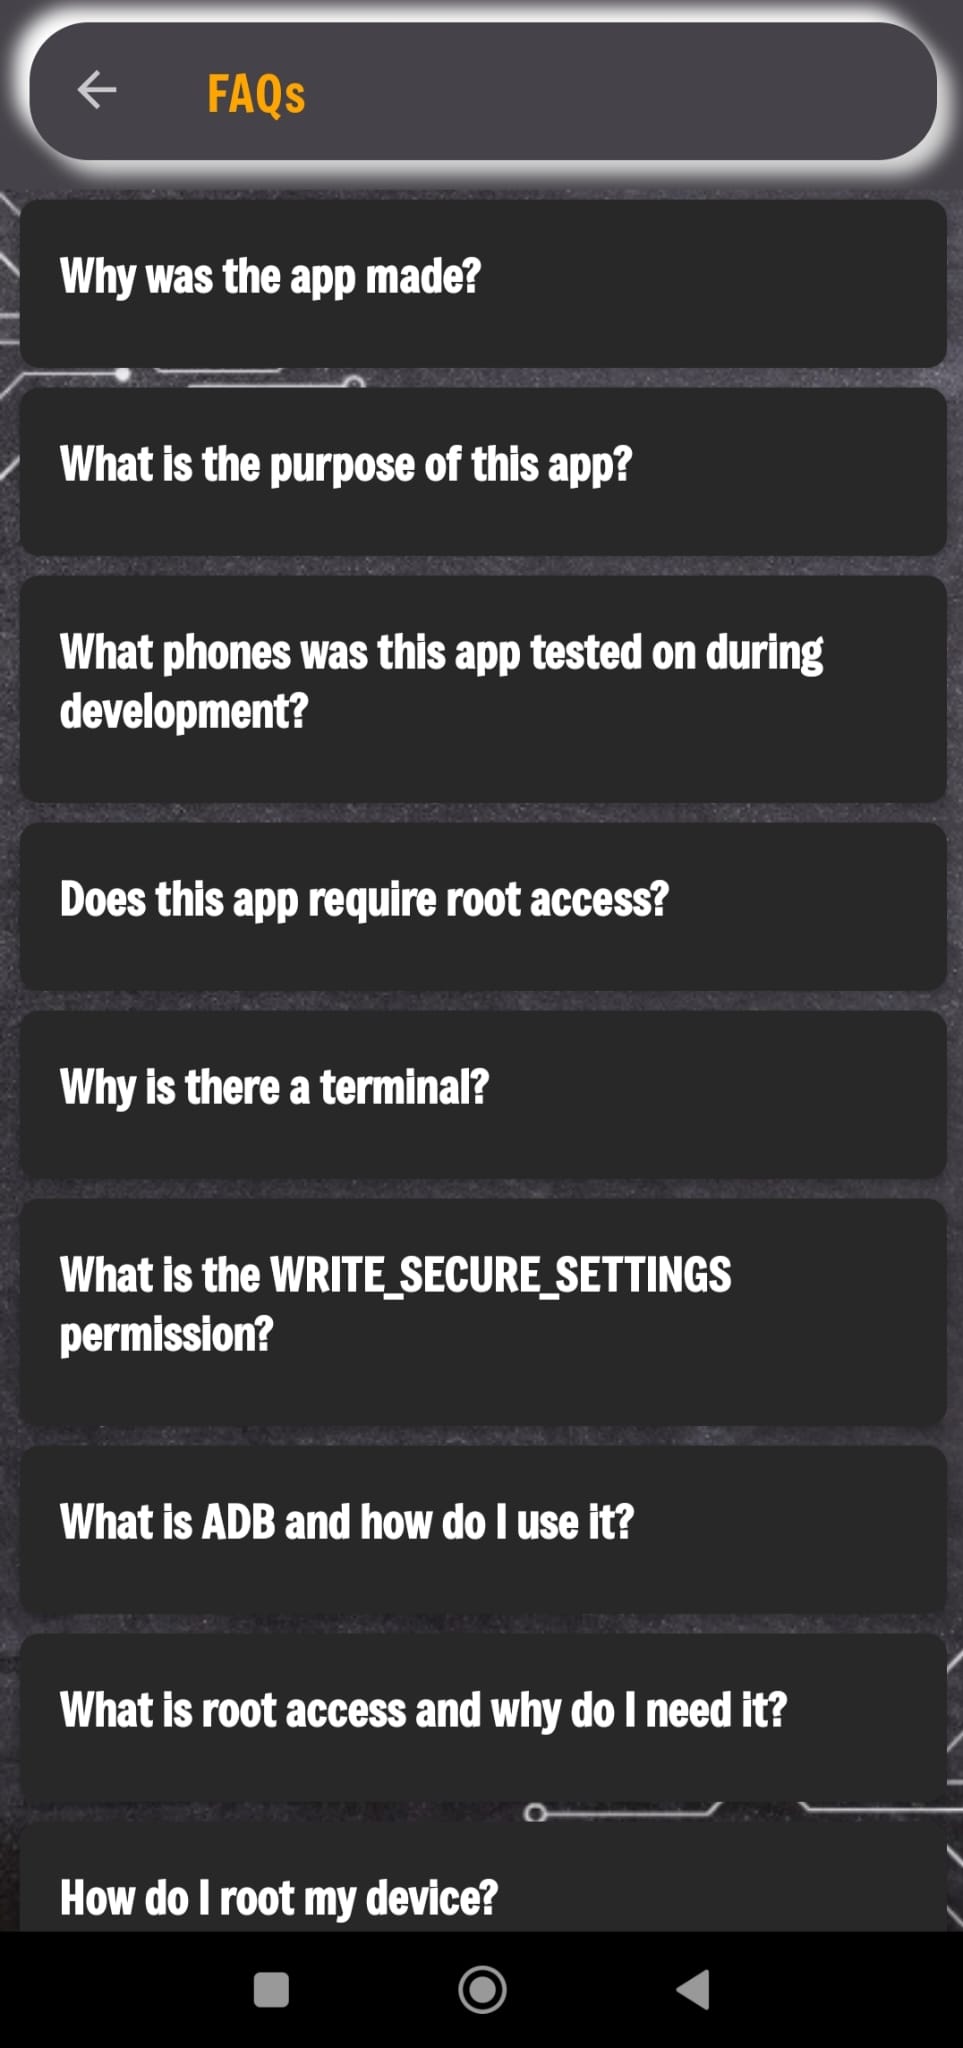 FAQs
Why was the app made?
What is the purpose of this app?
What phones was this app tested on during
development?
Does this app require root access?
Why is there a terminal?
What is the WRITE_SECURE_SETTINGS
permission?
What is ADB and how do I use it?
What is root access and why do I need it?
How do I root my device?